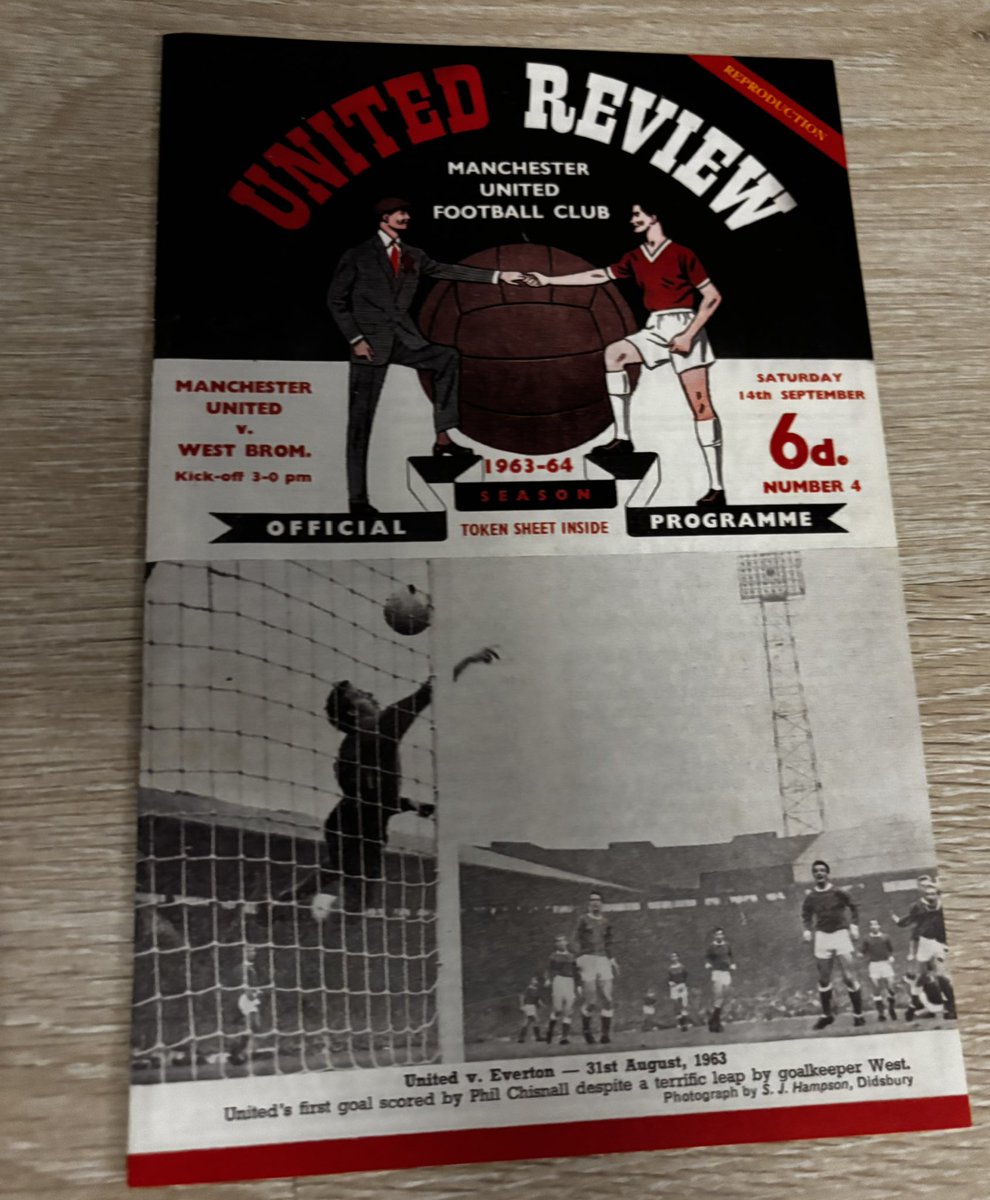 UNITED REVIEW
REPRODUCTION
MANCHESTER
UNITED
FOOTBALL CLUB
MANCHESTER
UNITED
v.
WEST BROM.
Kick-off 3-0 pm
SATURDAY
14th SEPTEMBER
6d.
NUMBER 4
1963-64
SEASON
OFFICIAL
TOKEN SHEET INSIDE
PROGRAMME
United v. Everton — 31st August, 1963
United's first goal scored by Phil Chisnall despite a terrific leap by goalkeeper West.
Photograph by S. J. Hampson, Didsbury